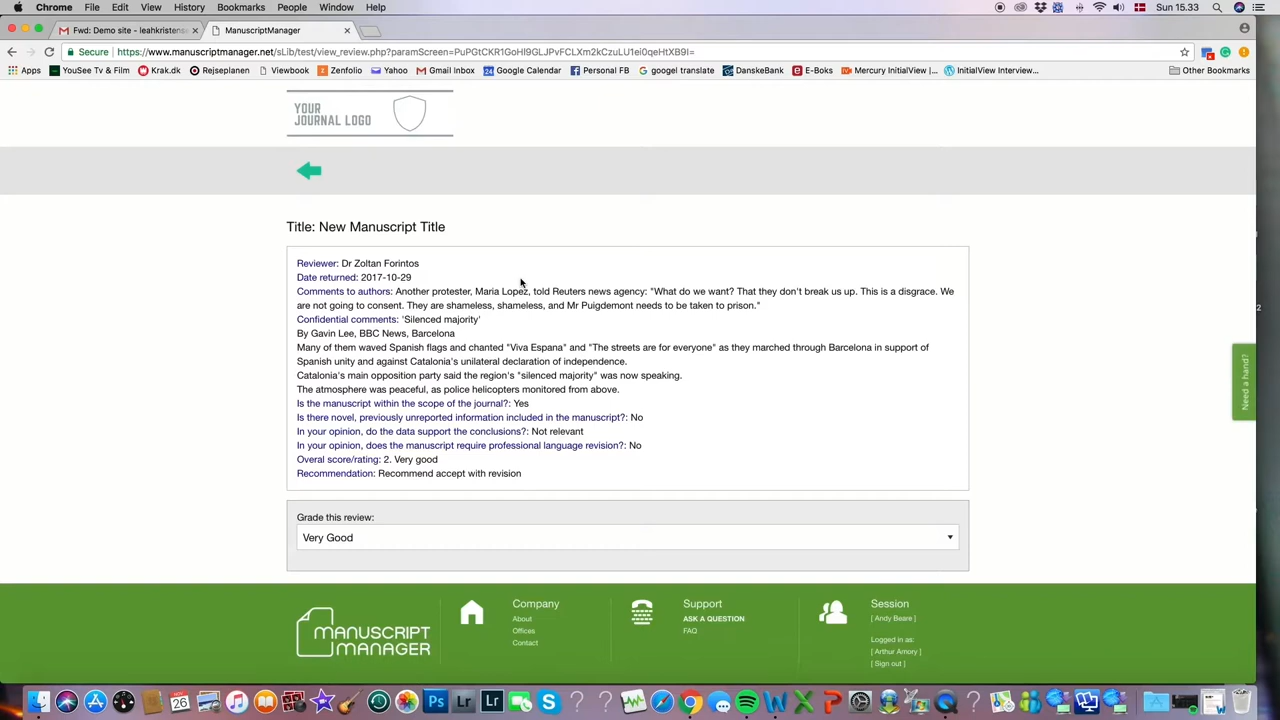 Chrome File Edit View History Bookmarks People Window Help Sun 15.33
Fwd: Demo site - leahkristens
ManuscriptManager
Secure https://www.manuscriptmanager.net/sLib/test/view_review.php?paramScreen=
Apps YouSee Tv & Film Krak.dk Rejseplanen Viewbook Zenfolio Yahoo Gmail Inbox Google Calendar Personal FB googel translate DanskeBank E-Boks Mercury InitialView |... InitialView Interview... Other Bookmarks
YOUR
JOURNAL LOGO
Title: New Manuscript Title
Reviewer: Dr Zoltan Forintos
Date returned: 2017-10-29
Comments to authors: Another protester, Maria Lopez, told Reuters news agency: "What do we want? That they don't break us up. This is a disgrace. We
are not going to consent. They are shameless, shameless, and Mr Puigdemont needs to be taken to prison."
Confidential comments: 'Silenced majority'
By Gavin Lee, BBC News, Barcelona
Many of them waved Spanish flags and chanted "Viva Espana" and "The streets are for everyone" as they marched through Barcelona in support of
Spanish unity and against Catalonia's unilateral declaration of independence.
Catalonia's main opposition party said the region's "silenced majority" was now speaking.
The atmosphere was peaceful, as police helicopters monitored from above.
Is the manuscript within the scope of the journal?: Yes
Is there novel, previously unreported information included in the manuscript?: No
In your opinion, do the data support the conclusions?: Not relevant
In your opinion, does the manuscript require professional language revision?: No
Overal score/rating: 2. Very good
Recommendation: Recommend accept with revision
Need a hand?
Grade this review:
Very Good
MANUSCRIPT
MANAGER
Company
About
Offices
Contact
Support
ASK A QUESTION
FAQ
Session
[ Andy Beare ]
Logged in as:
[ Arthur Amory ]
[ Sign out ]